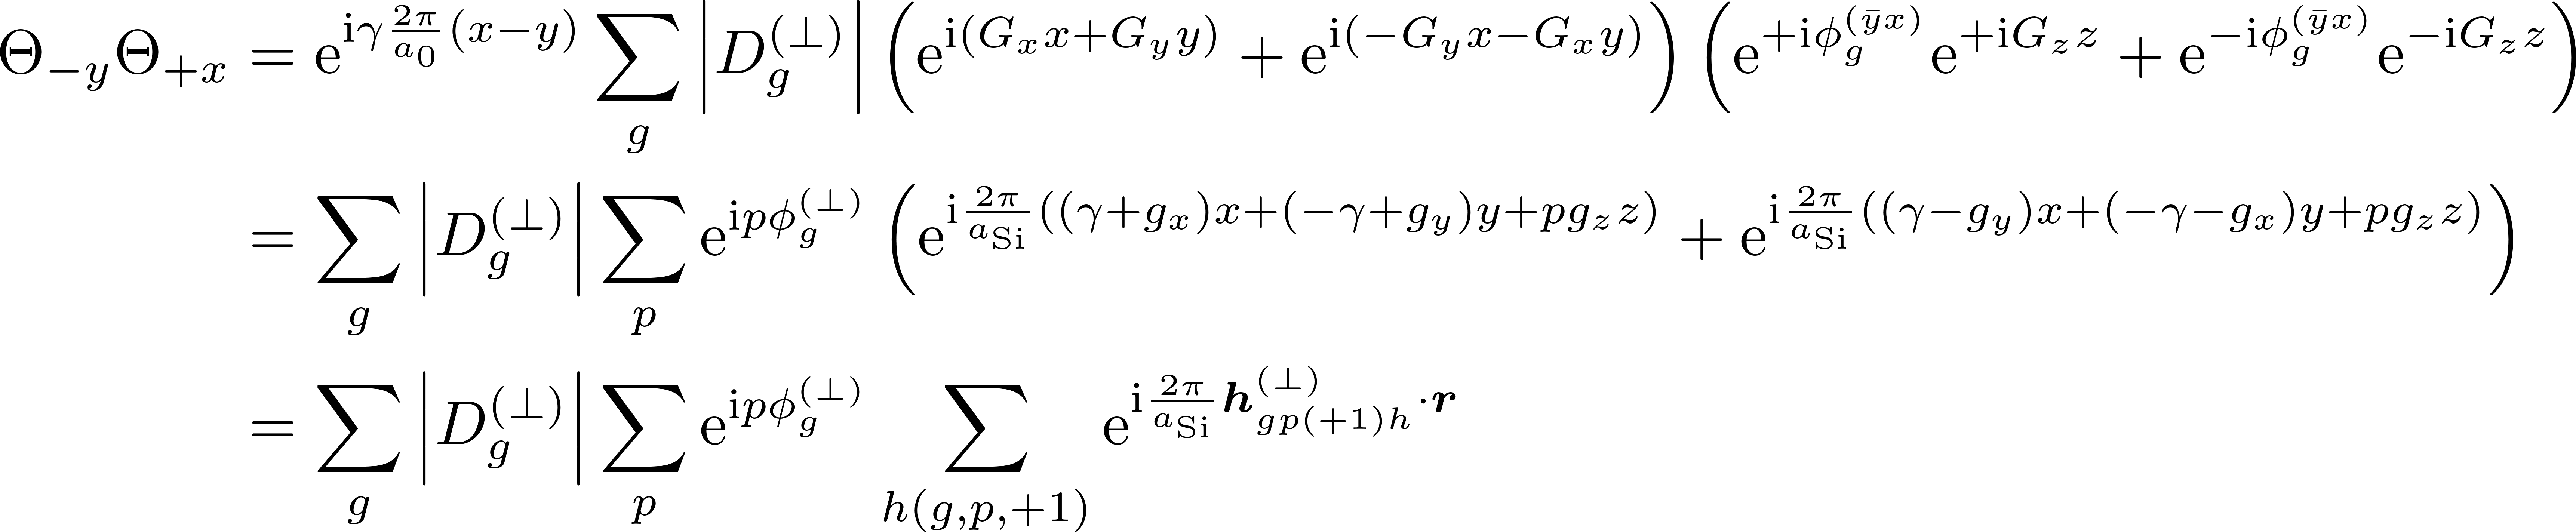 \Theta_{-y}\Theta_{+x} = \mathrm{e}^{\mathrm{i}\gamma\frac{2\pi}{a_0}(x-y)} \sum_g \left|D_g^{(\perp)}\right| \left(\mathrm{e}^{\mathrm{i}(G_x x+G_y y)} + \mathrm{e}^{\mathrm{i}(-G_y x-G_x y)}\right) \left(\mathrm{e}^{+\mathrm{i}\phi_g^{(\bar{y}x)}} \mathrm{e}^{+\mathrm{i}G_z z} + \mathrm{e}^{-\mathrm{i}\phi_g^{(\bar{y}x)}} \mathrm{e}^{-\mathrm{i}G_z z}\right)
= \sum_g \left|D_g^{(\perp)}\right| \sum_p \mathrm{e}^{\mathrm{i}p\phi_g^{(\perp)}} \left(\mathrm{e}^{\mathrm{i}\frac{2\pi}{a_{\mathrm{Si}}}((\gamma+g_x)x+(-\gamma+g_y)y+pg_z z)} + \mathrm{e}^{\mathrm{i}\frac{2\pi}{a_{\mathrm{Si}}}((\gamma-g_y)x+(-\gamma-g_x)y+pg_z z)}\right)
= \sum_g \left|D_g^{(\perp)}\right| \sum_p \mathrm{e}^{\mathrm{i}p\phi_g^{(\perp)}} \sum_{h(g,p,+1)} \mathrm{e}^{\mathrm{i}\frac{2\pi}{a_{\mathrm{Si}}}\boldsymbol{h}_{gp(+1)h}^{(\perp)}\cdot\boldsymbol{r}}